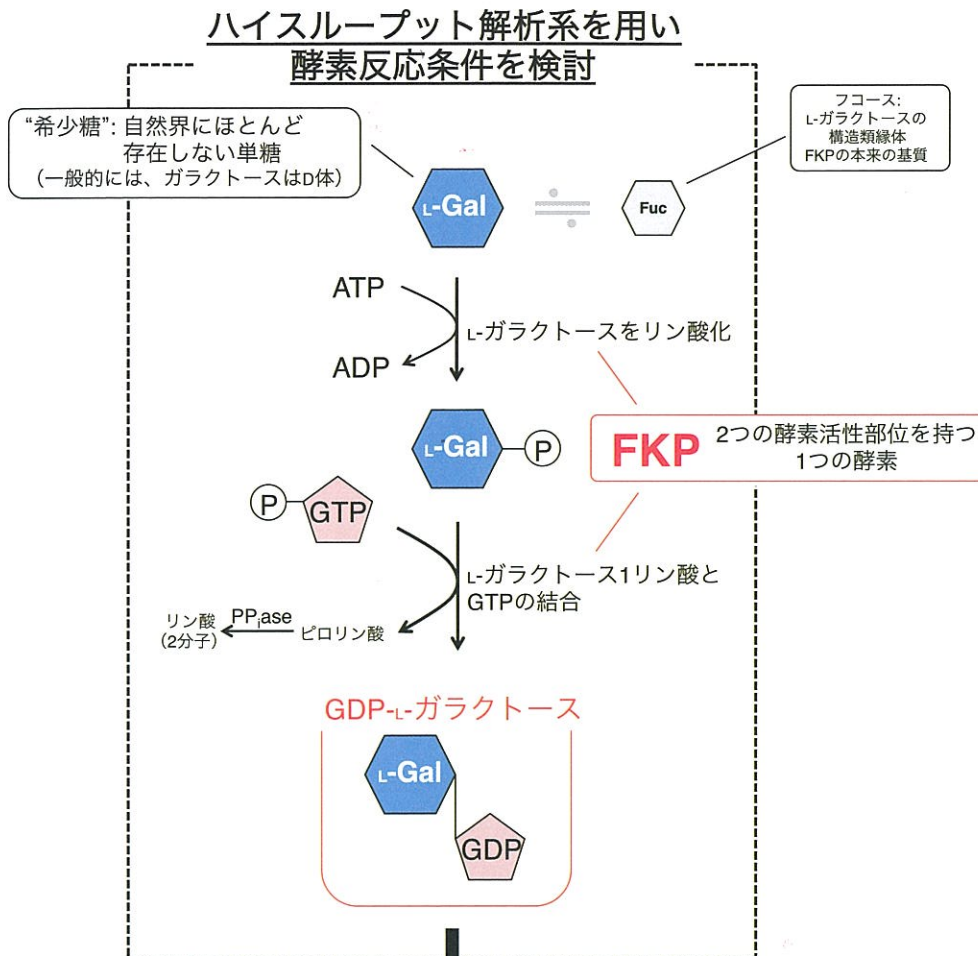 ハイスループット解析系を用い
酵素反応条件を検討
“希少糖”: 自然界にほとんど
存在しない単糖
（一般的には、ガラクトースはD体）
フコース:
L-ガラクトースの
構造類縁体
FKPの本来の基質
L-Gal
≒
Fuc
ATP
ADP
L-ガラクトースをリン酸化
L-Gal
P
FKP
2つの酵素活性部位を持つ
1つの酵素
P
GTP
L-ガラクトース1リン酸と
GTPの結合
リン酸
（2分子）
PPiase
ピロリン酸
GDP-L-ガラクトース
L-Gal
GDP